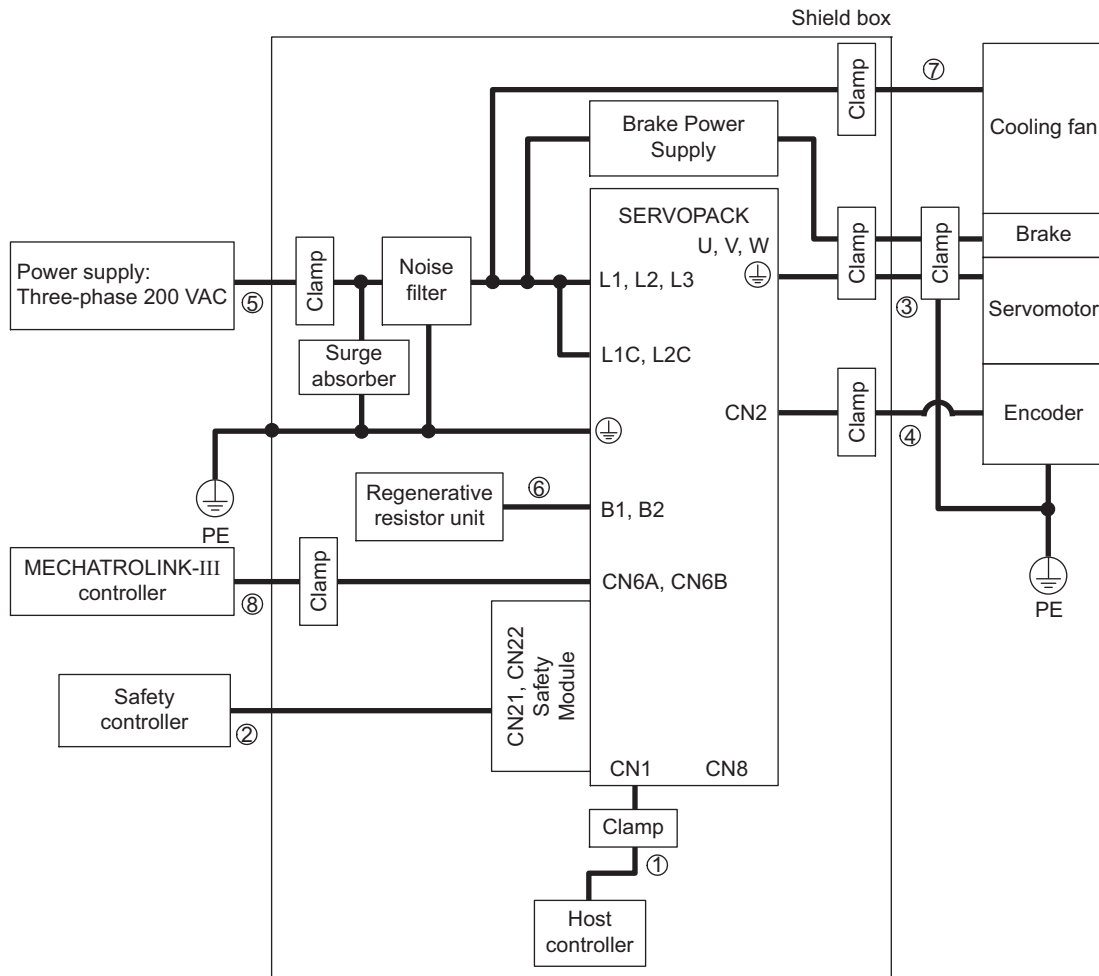 Shield box
Clamp
⑦
Cooling fan
Brake Power
Supply
SERVOPACK
U, V, W
Clamp
Clamp
Brake
Power supply:
Three-phase 200 VAC
⑤
Clamp
Noise
filter
L1, L2, L3
③
Servomotor
Surge
absorber
L1C, L2C
CN2
Clamp
④
Encoder
PE
Regenerative
resistor unit
⑥
B1, B2
MECHATROLINK-III
controller
⑧
Clamp
CN6A, CN6B
PE
CN21, CN22
Safety
Module
Safety
controller
②
CN1
CN8
Clamp
①
Host
controller